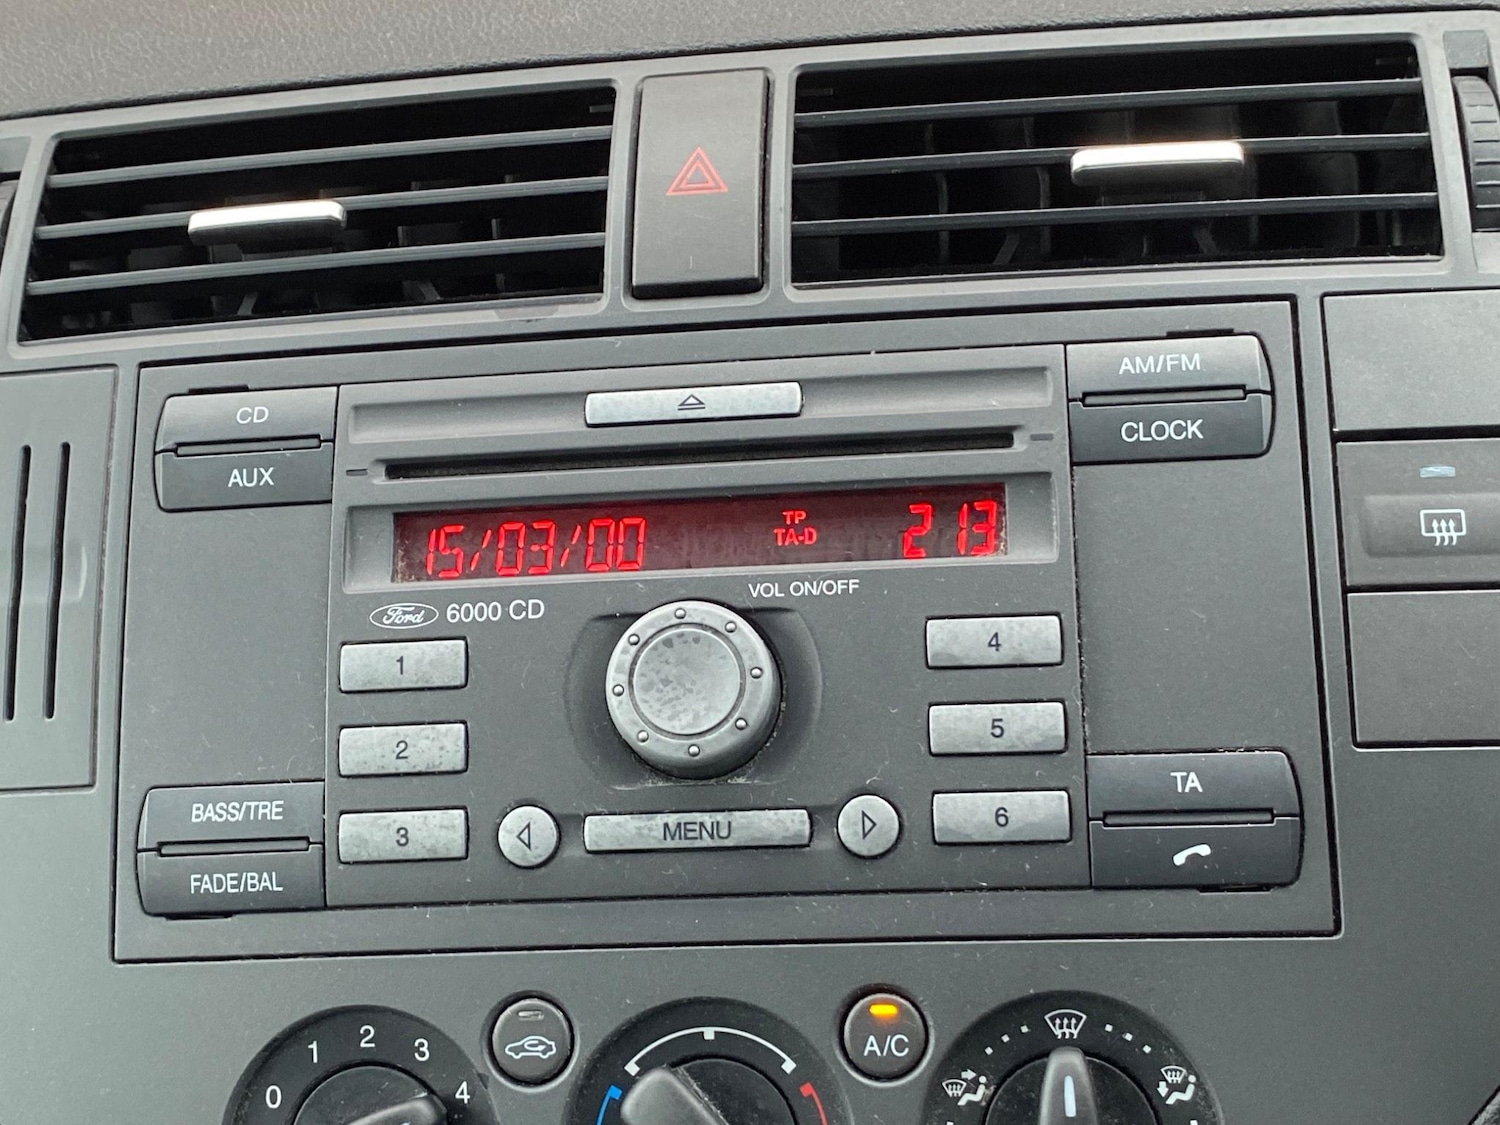 CD
AUX
AM/FM
CLOCK
15/03/00
TP
TA-D
213
Ford 6000 CD
VOL ON/OFF
1
2
3
4
5
6
MENU
BASS/TRE
FADE/BAL
TA
0 1 2 3 4
A/C